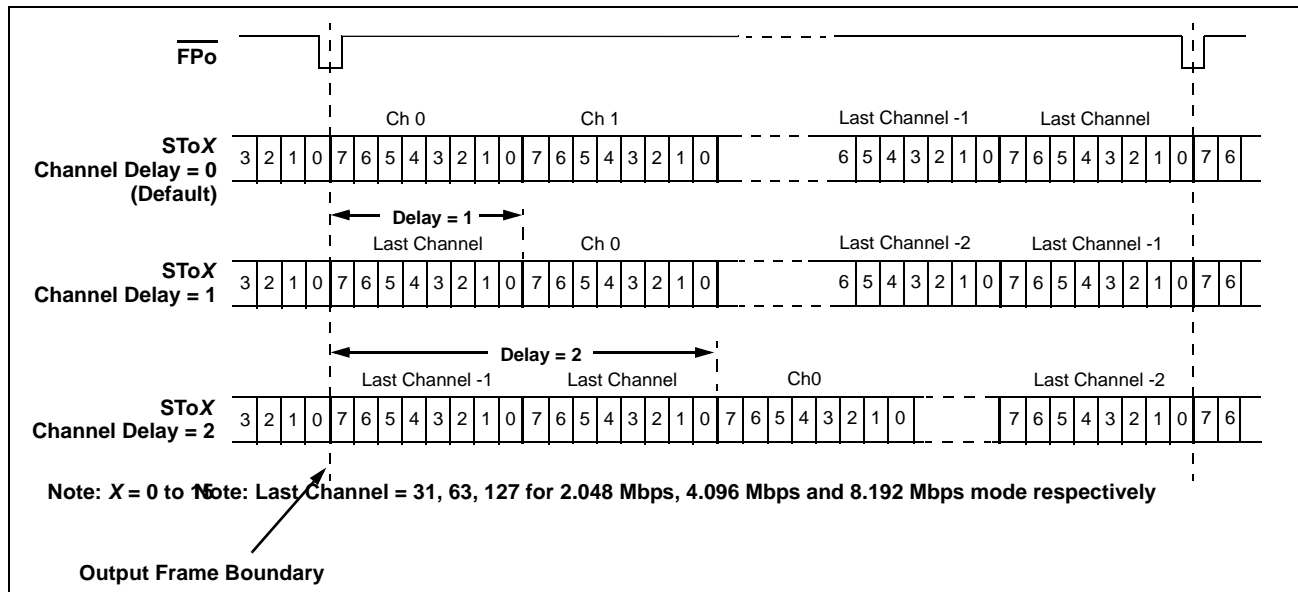 FPo
Ch 0 Ch 1 Last Channel -1 Last Channel
SToX
Channel Delay = 0
(Default)
3 2 1 0 7 6 5 4 3 2 1 0 7 6 5 4 3 2 1 0 6 5 4 3 2 1 0 7 6 5 4 3 2 1 0 7 6
Delay = 1
Last Channel Ch 0 Last Channel -2 Last Channel -1
SToX
Channel Delay = 1
3 2 1 0 7 6 5 4 3 2 1 0 7 6 5 4 3 2 1 0 6 5 4 3 2 1 0 7 6 5 4 3 2 1 0 7 6
Delay = 2
Last Channel -1 Last Channel Ch0 Last Channel -2
SToX
Channel Delay = 2
3 2 1 0 7 6 5 4 3 2 1 0 7 6 5 4 3 2 1 0 7 6 5 4 3 2 1 0 7 6 5 4 3 2 1 0 7 6
Note: X = 0 to 15Note: Last Channel = 31, 63, 127 for 2.048 Mbps, 4.096 Mbps and 8.192 Mbps mode respectively
Output Frame Boundary